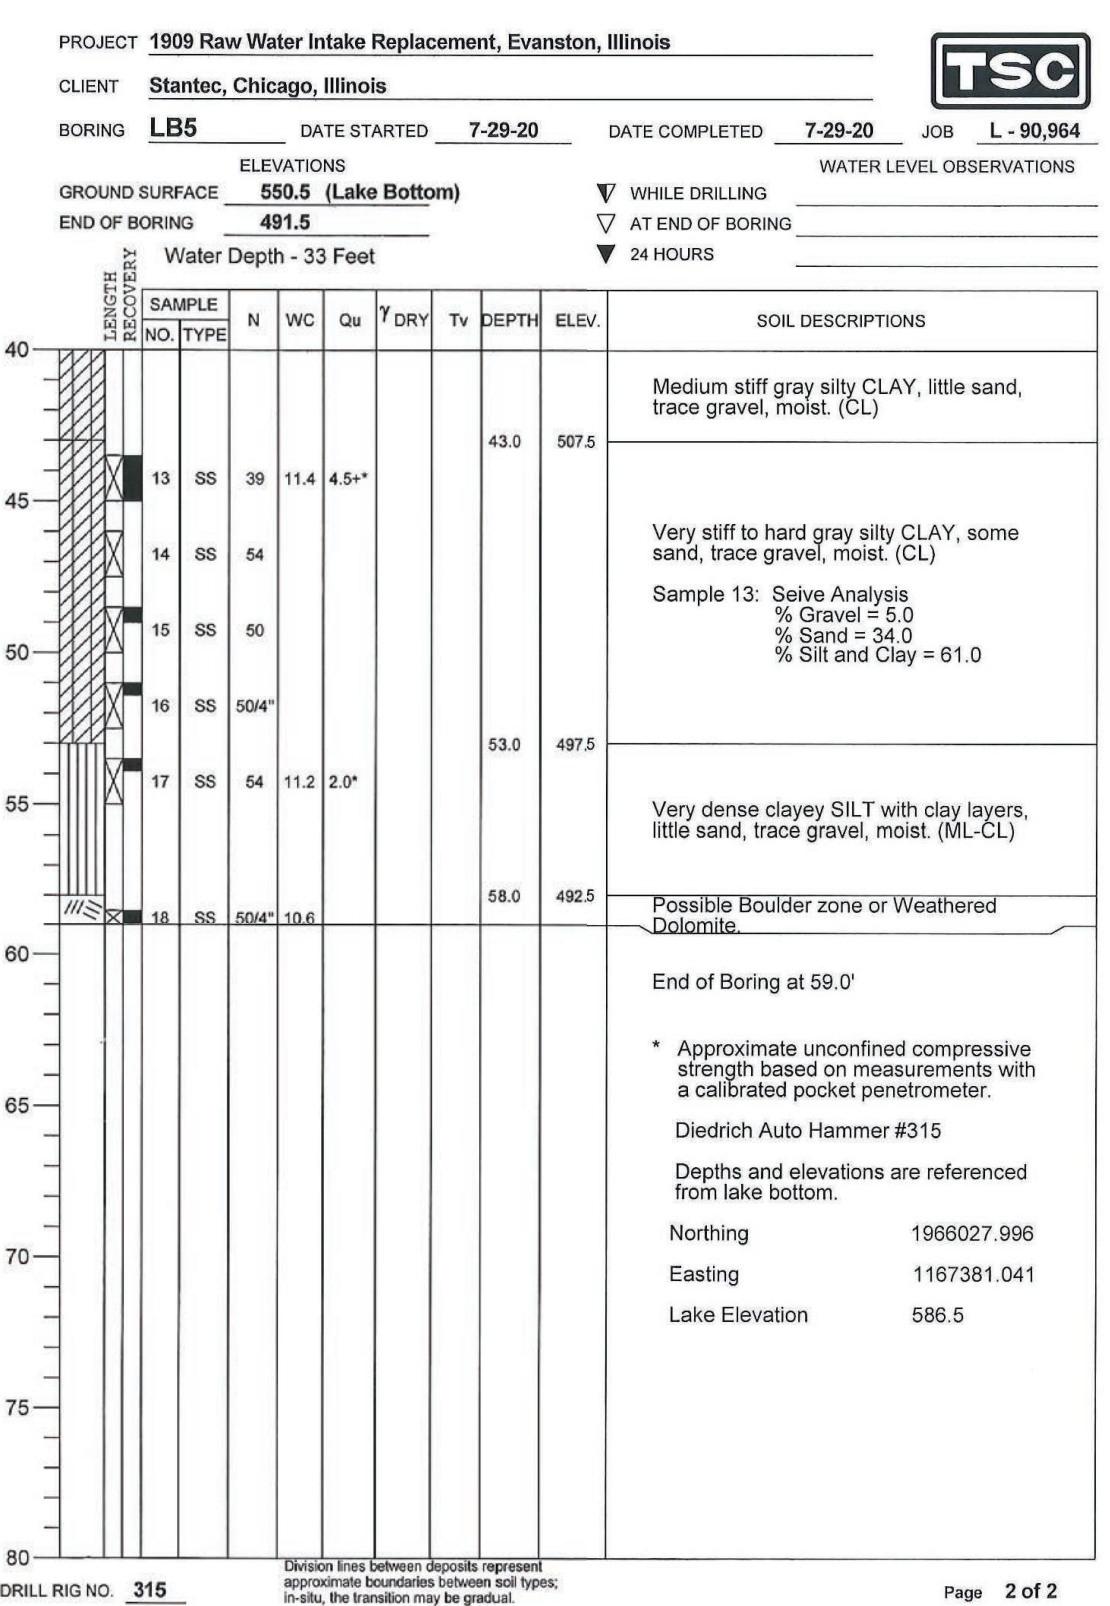 PROJECT 1909 Raw Water Intake Replacement, Evanston, Illinois
TSC
CLIENT Stantec, Chicago, Illinois
BORING LB5 DATE STARTED 7-29-20 DATE COMPLETED 7-29-20 JOB L - 90,964
ELEVATIONS WATER LEVEL OBSERVATIONS
GROUND SURFACE 550.5 (Lake Bottom) WHILE DRILLING
END OF BORING 491.5 AT END OF BORING
Water Depth - 33 Feet 24 HOURS
LENGTH
RECOVERY
SAMPLE
NO. TYPE N WC Qu γ DRY Tv DEPTH ELEV. SOIL DESCRIPTIONS
40
Medium stiff gray silty CLAY, little sand,
trace gravel, moist. (CL)
43.0 507.5
13 SS 39 11.4 4.5+*
45
Very stiff to hard gray silty CLAY, some
sand, trace gravel, moist. (CL)
14 SS 54
Sample 13: Seive Analysis
% Gravel = 5.0
% Sand = 34.0
% Silt and Clay = 61.0
15 SS 50
50
16 SS 50/4"
53.0 497.5
17 SS 54 11.2 2.0*
55
Very dense clayey SILT with clay layers,
little sand, trace gravel, moist. (ML-CL)
58.0 492.5
Possible Boulder zone or Weathered
Dolomite.
18 SS 50/4" 10.6
60
End of Boring at 59.0'
* Approximate unconfined compressive
strength based on measurements with
a calibrated pocket penetrometer.
65
Diedrich Auto Hammer #315
Depths and elevations are referenced
from lake bottom.
Northing 1966027.996
70
Easting 1167381.041
Lake Elevation 586.5
75
80
Division lines between deposits represent
approximate boundaries between soil types;
in-situ, the transition may be gradual.
DRILL RIG NO. 315
Page 2 of 2